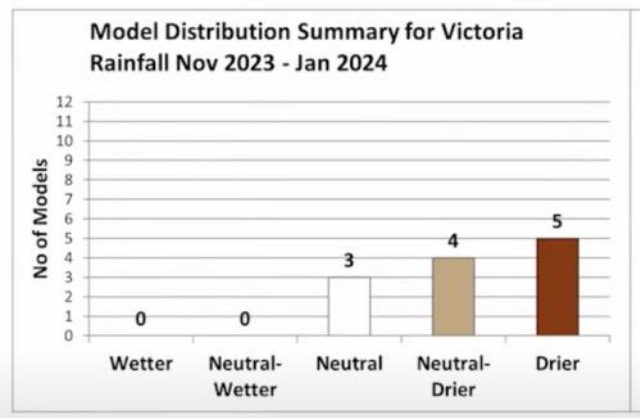 Model Distribution Summary for Victoria
Rainfall Nov 2023 - Jan 2024
No of Models
12
11
10
9
8
7
6
5
4
3
2
1
0
0
0
3
4
5
Wetter
Neutral-
Wetter
Neutral
Neutral-
Drier
Drier